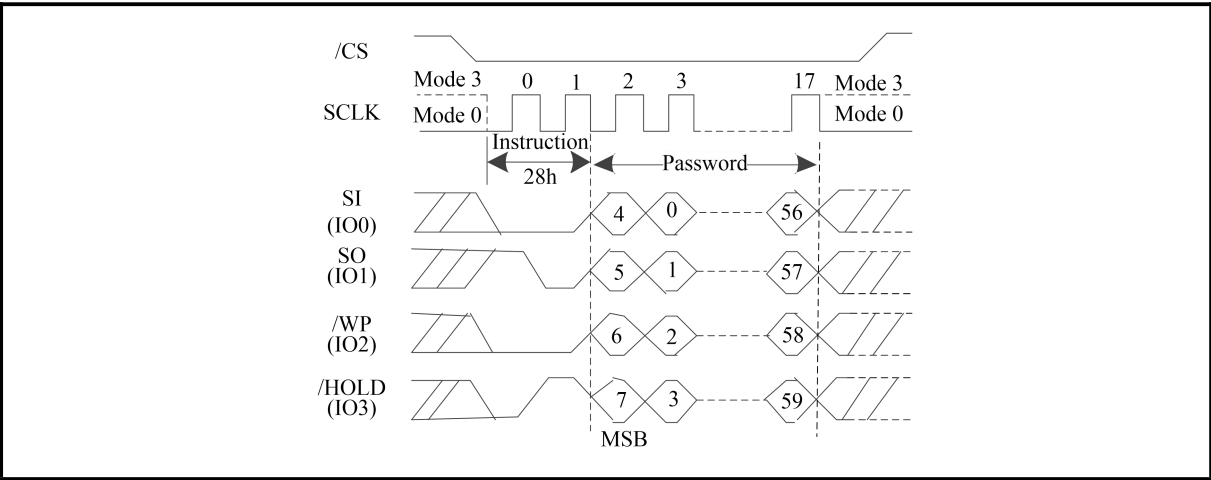 /CS
Mode 3 0 1 2 3 17 Mode 3
SCLK Mode 0 Mode 0
Instruction
28h
Password
SI
(IO0)
4 0 56
SO
(IO1)
5 1 57
/WP
(IO2)
6 2 58
/HOLD
(IO3)
7 3 59
MSB